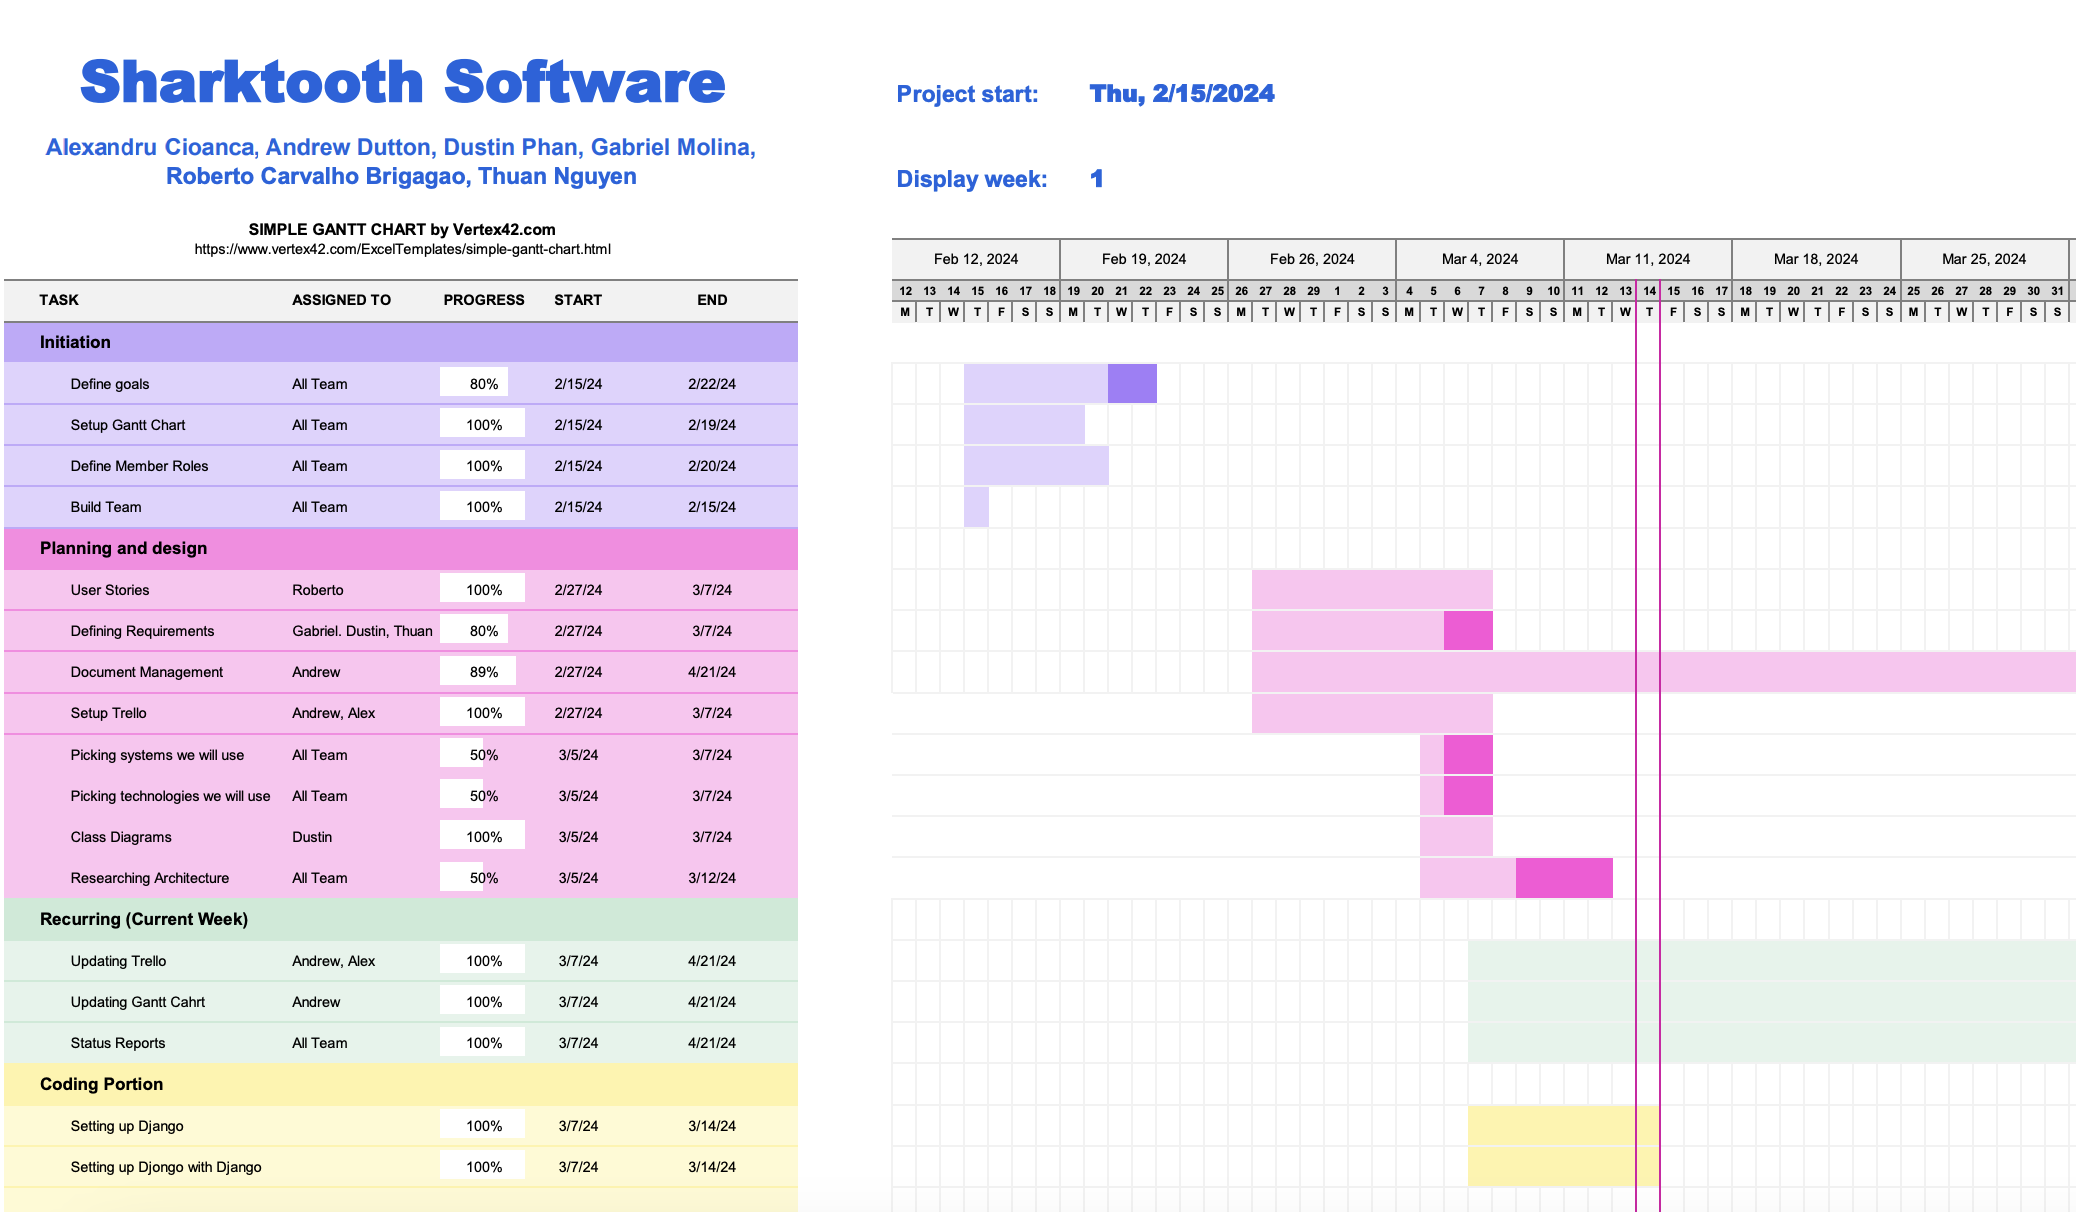 Sharktooth Software
Alexandru Cioanca, Andrew Dutton, Dustin Phan, Gabriel Molina,
Roberto Carvalho Brigagao, Thuan Nguyen
SIMPLE GANTT CHART by Vertex42.com
https://www.vertex42.com/ExcelTemplates/simple-gantt-chart.html
Project start: Thu, 2/15/2024
Display week: 1
Feb 12, 2024 Feb 19, 2024 Feb 26, 2024 Mar 4, 2024 Mar 11, 2024 Mar 18, 2024 Mar 25, 2024
12 13 14 15 16 17 18 19 20 21 22 23 24 25 26 27 28 29 1 2 3 4 5 6 7 8 9 10 11 12 13 14 15 16 17 18 19 20 21 22 23 24 25 26 27 28 29 30 31
M T W T F S S M T W T F S S M T W T F S S M T W T F S S M T W T F S S M T W T F S S M T W T F S S
TASK ASSIGNED TO PROGRESS START END
Initiation
Define goals All Team 80% 2/15/24 2/22/24
Setup Gantt Chart All Team 100% 2/15/24 2/19/24
Define Member Roles All Team 100% 2/15/24 2/20/24
Build Team All Team 100% 2/15/24 2/15/24
Planning and design
User Stories Roberto 100% 2/27/24 3/7/24
Defining Requirements Gabriel. Dustin, Thuan 80% 2/27/24 3/7/24
Document Management Andrew 89% 2/27/24 4/21/24
Setup Trello Andrew, Alex 100% 2/27/24 3/7/24
Picking systems we will use All Team 50% 3/5/24 3/7/24
Picking technologies we will use All Team 50% 3/5/24 3/7/24
Class Diagrams Dustin 100% 3/5/24 3/7/24
Researching Architecture All Team 50% 3/5/24 3/12/24
Recurring (Current Week)
Updating Trello Andrew, Alex 100% 3/7/24 4/21/24
Updating Gantt Cahrt Andrew 100% 3/7/24 4/21/24
Status Reports All Team 100% 3/7/24 4/21/24
Coding Portion
Setting up Django 100% 3/7/24 3/14/24
Setting up Djongo with Django 100% 3/7/24 3/14/24